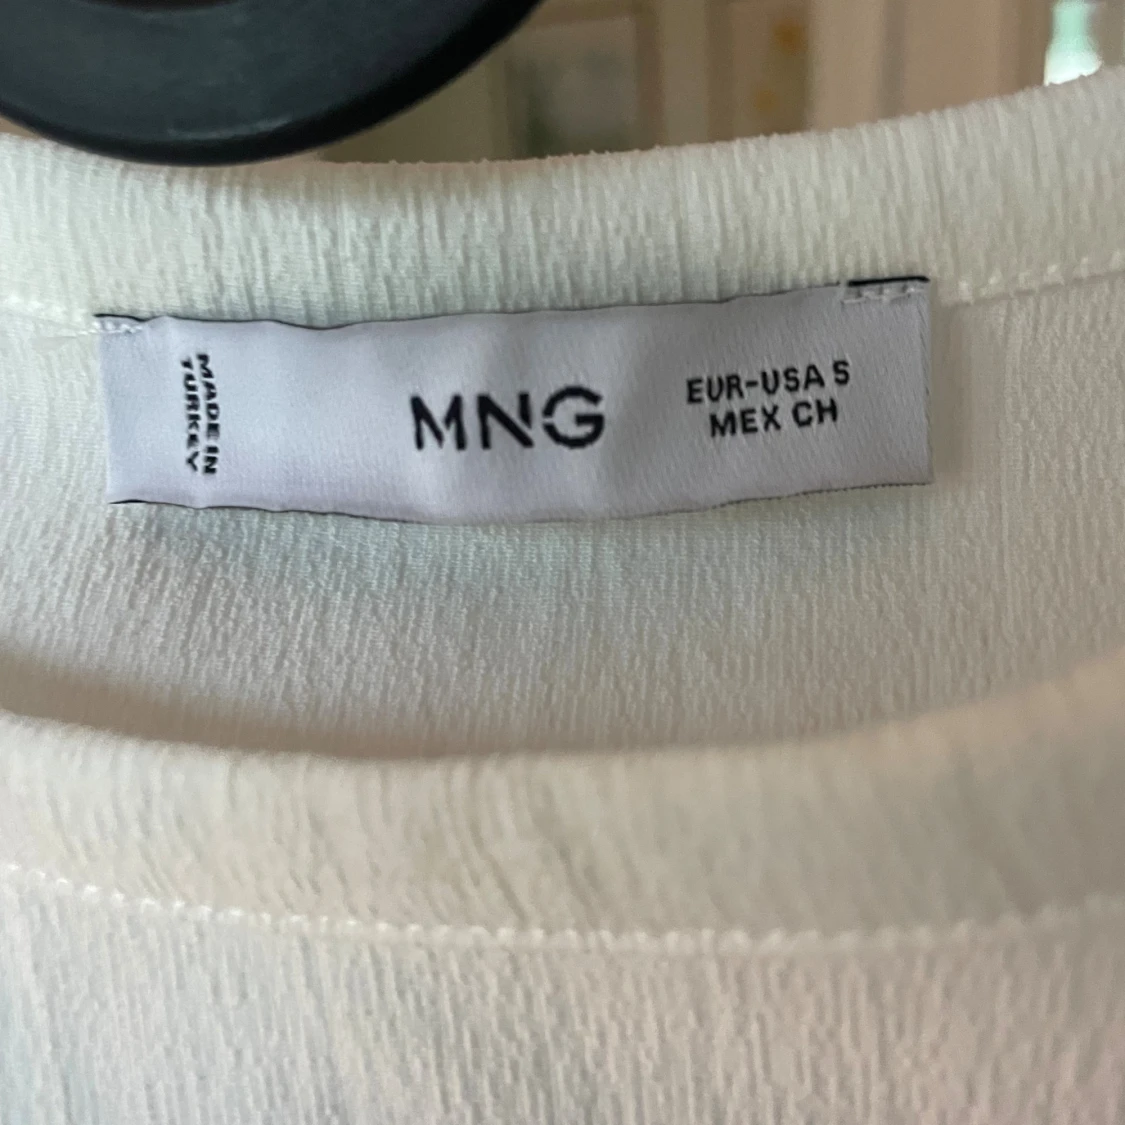 MADE IN
TURKEY
MNG
EUR-USA S
MEX CH